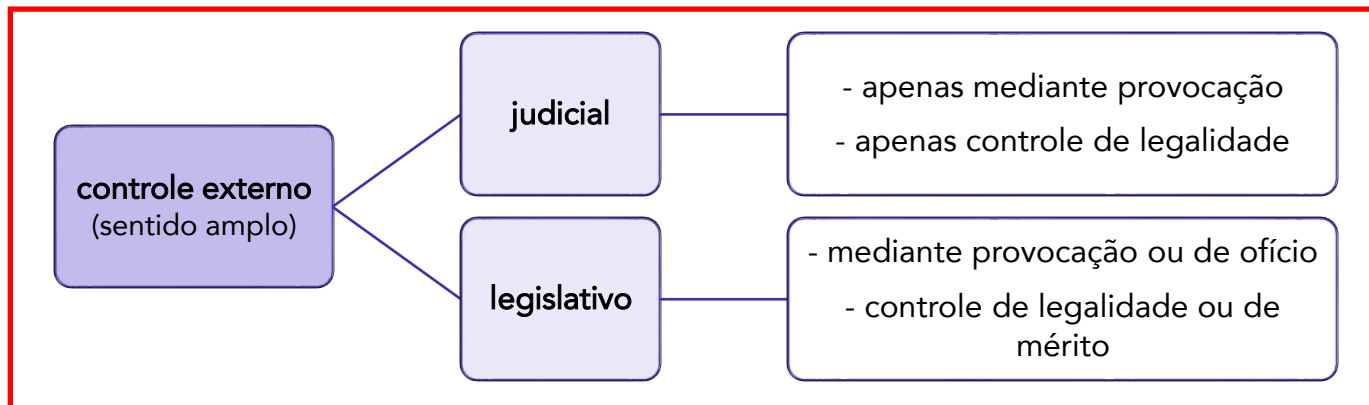 controle externo
(sentido amplo)
judicial
- apenas mediante provocação
- apenas controle de legalidade
legislativo
- mediante provocação ou de ofício
- controle de legalidade ou de
mérito